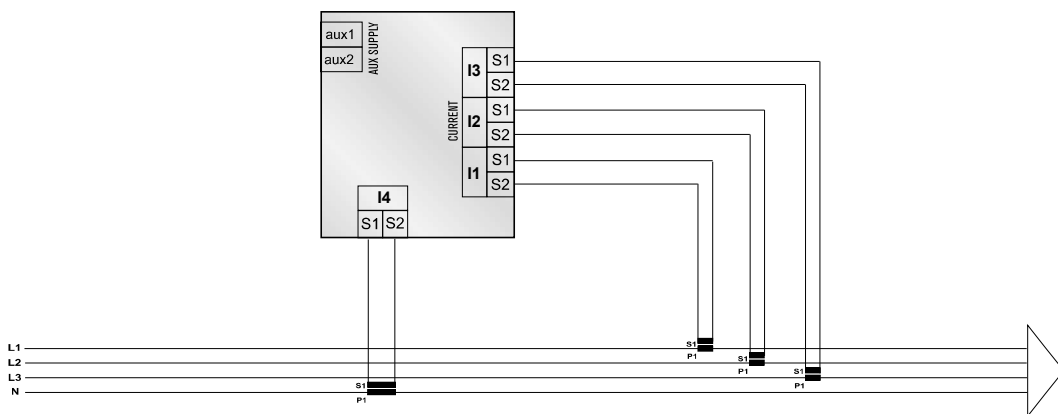 aux1
aux2
AUX SUPPLY
CURRENT
I3
S1
S2
I2
S1
S2
I1
S1
S2
I4
S1 S2
L1
L2
L3
N
S1
P1
S1
P1
S1
P1
S1
P1